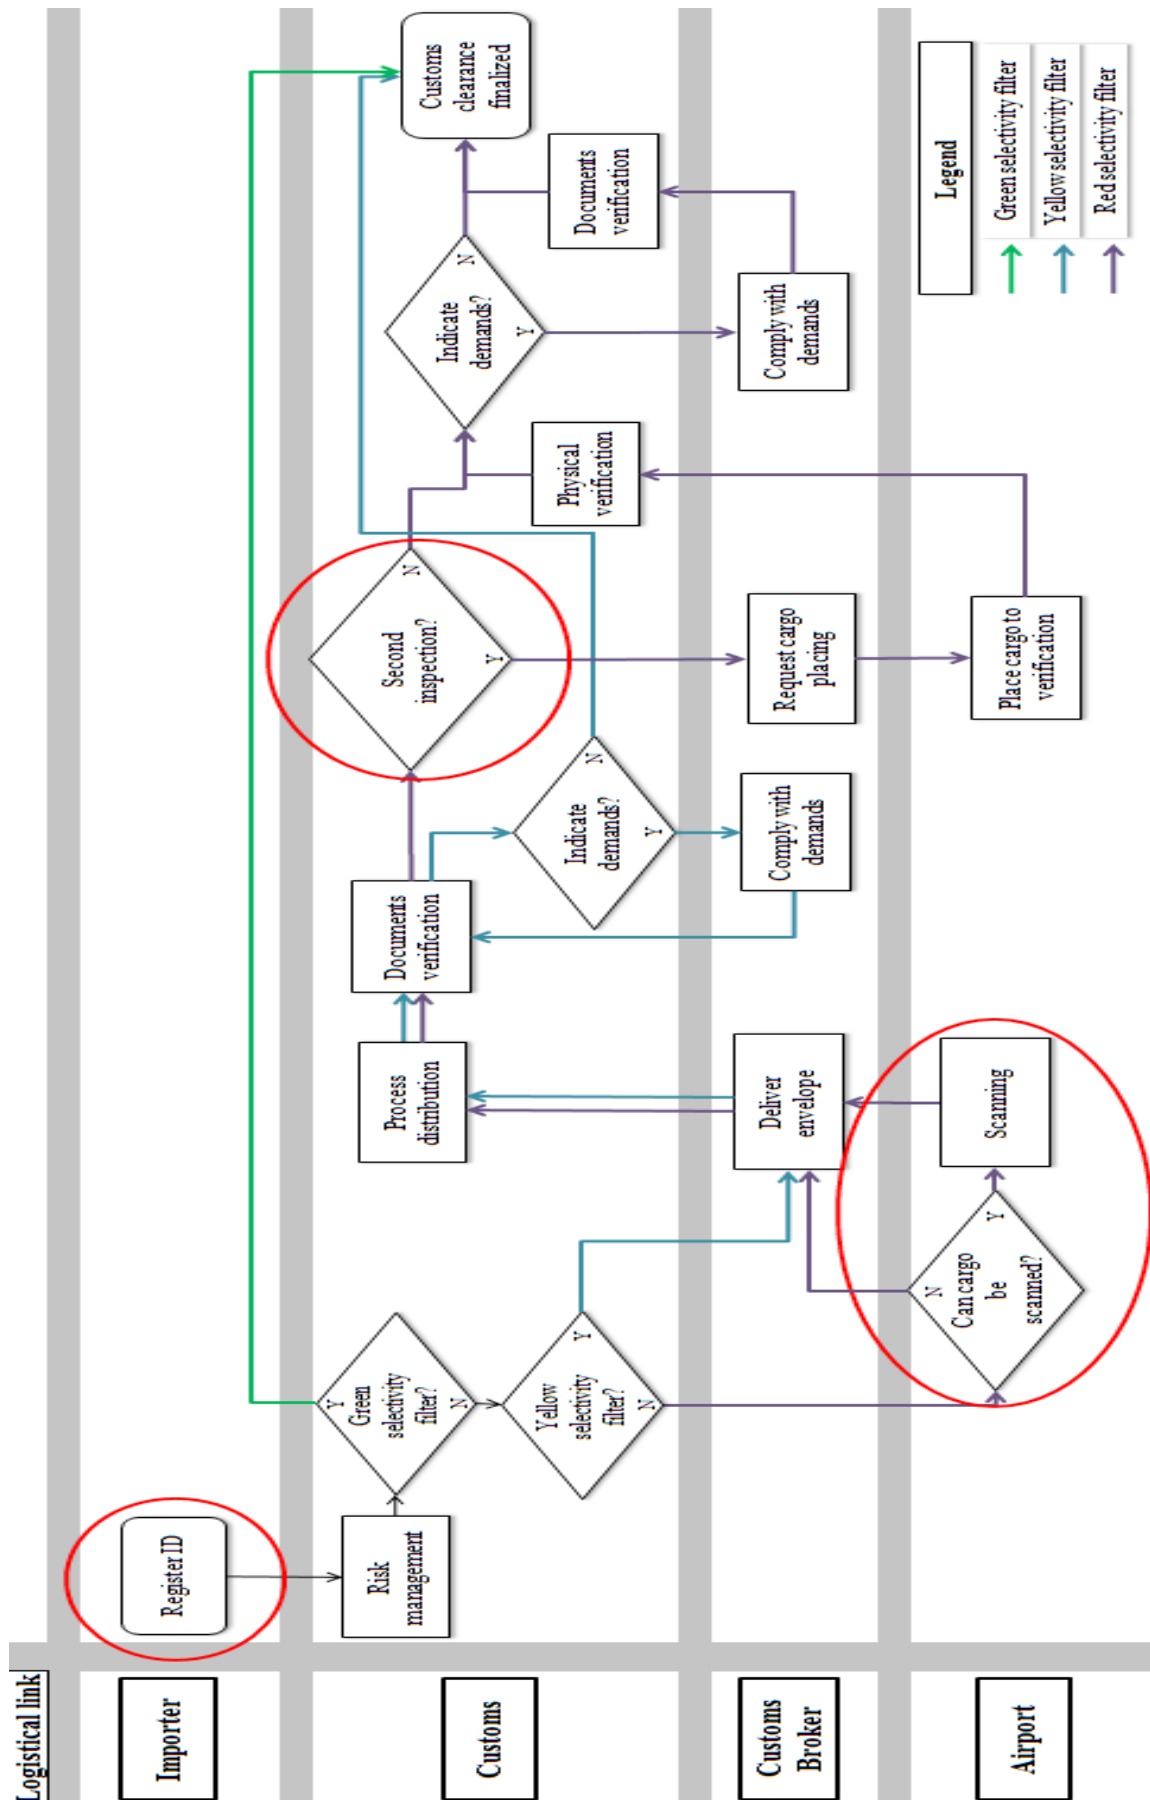 Logistical link
Importer
Register ID
Customs
Risk
management
Y
Green
selectivity
filter?
N
Yellow
selectivity
filter?
Y
N
Process
distribution
Documents
verification
Indicate
demands?
N
Y
Second
inspection?
N
Y
Physical
verification
Indicate
demands?
N
Y
Documents
verification
Customs
clearance
finalized
Customs
Broker
Deliver
envelope
Comply with
demands
Request cargo
placing
Comply with
demands
Airport
N
Can cargo
be
scanned?
Y
Scanning
Place cargo to
verification
Legend
Green selectivity filter
Yellow selectivity filter
Red selectivity filter